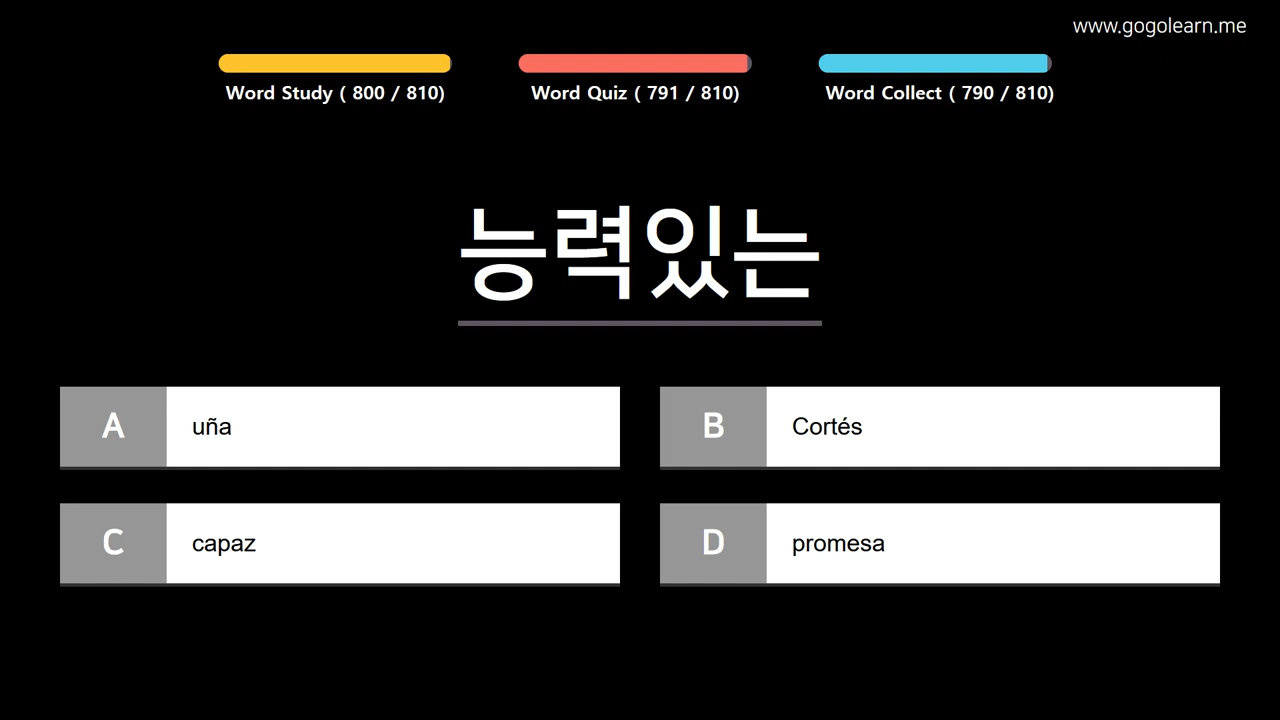 www.gogolearn.me
Word Study ( 800 / 810)
Word Quiz ( 791 / 810)
Word Collect ( 790 / 810)
능력있는
A
uña
B
Cortés
C
capaz
D
promesa